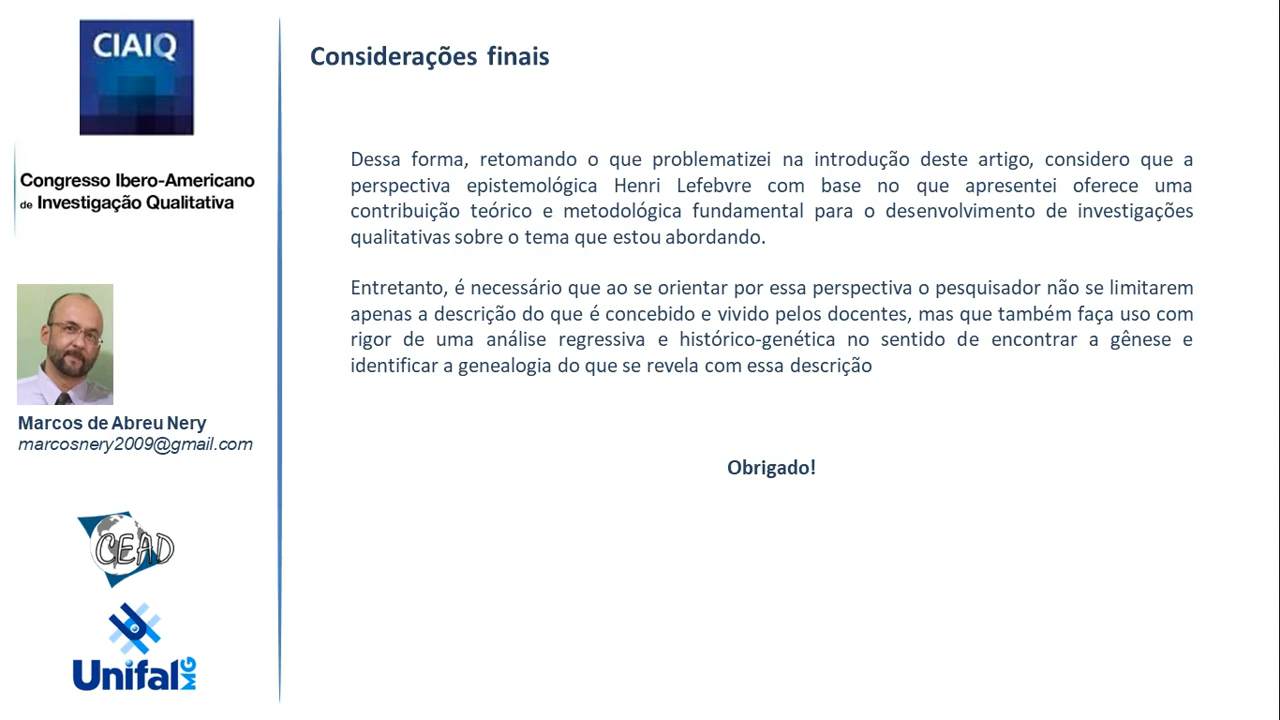 CIAIQ
Congresso Ibero-Americano
de Investigação Qualitativa
Marcos de Abreu Nery
marcosnery2009@gmail.com
CEAD
Unifal MG
Considerações finais
Dessa forma, retomando o que problematizei na introdução deste artigo, considero que a
perspectiva epistemológica Henri Lefebvre com base no que apresentei oferece uma
contribuição teórico e metodológica fundamental para o desenvolvimento de investigações
qualitativas sobre o tema que estou abordando.
Entretanto, é necessário que ao se orientar por essa perspectiva o pesquisador não se limitarem
apenas a descrição do que é concebido e vivido pelos docentes, mas que também faça uso com
rigor de uma análise regressiva e histórico-genética no sentido de encontrar a gênese e
identificar a genealogia do que se revela com essa descrição
Obrigado!